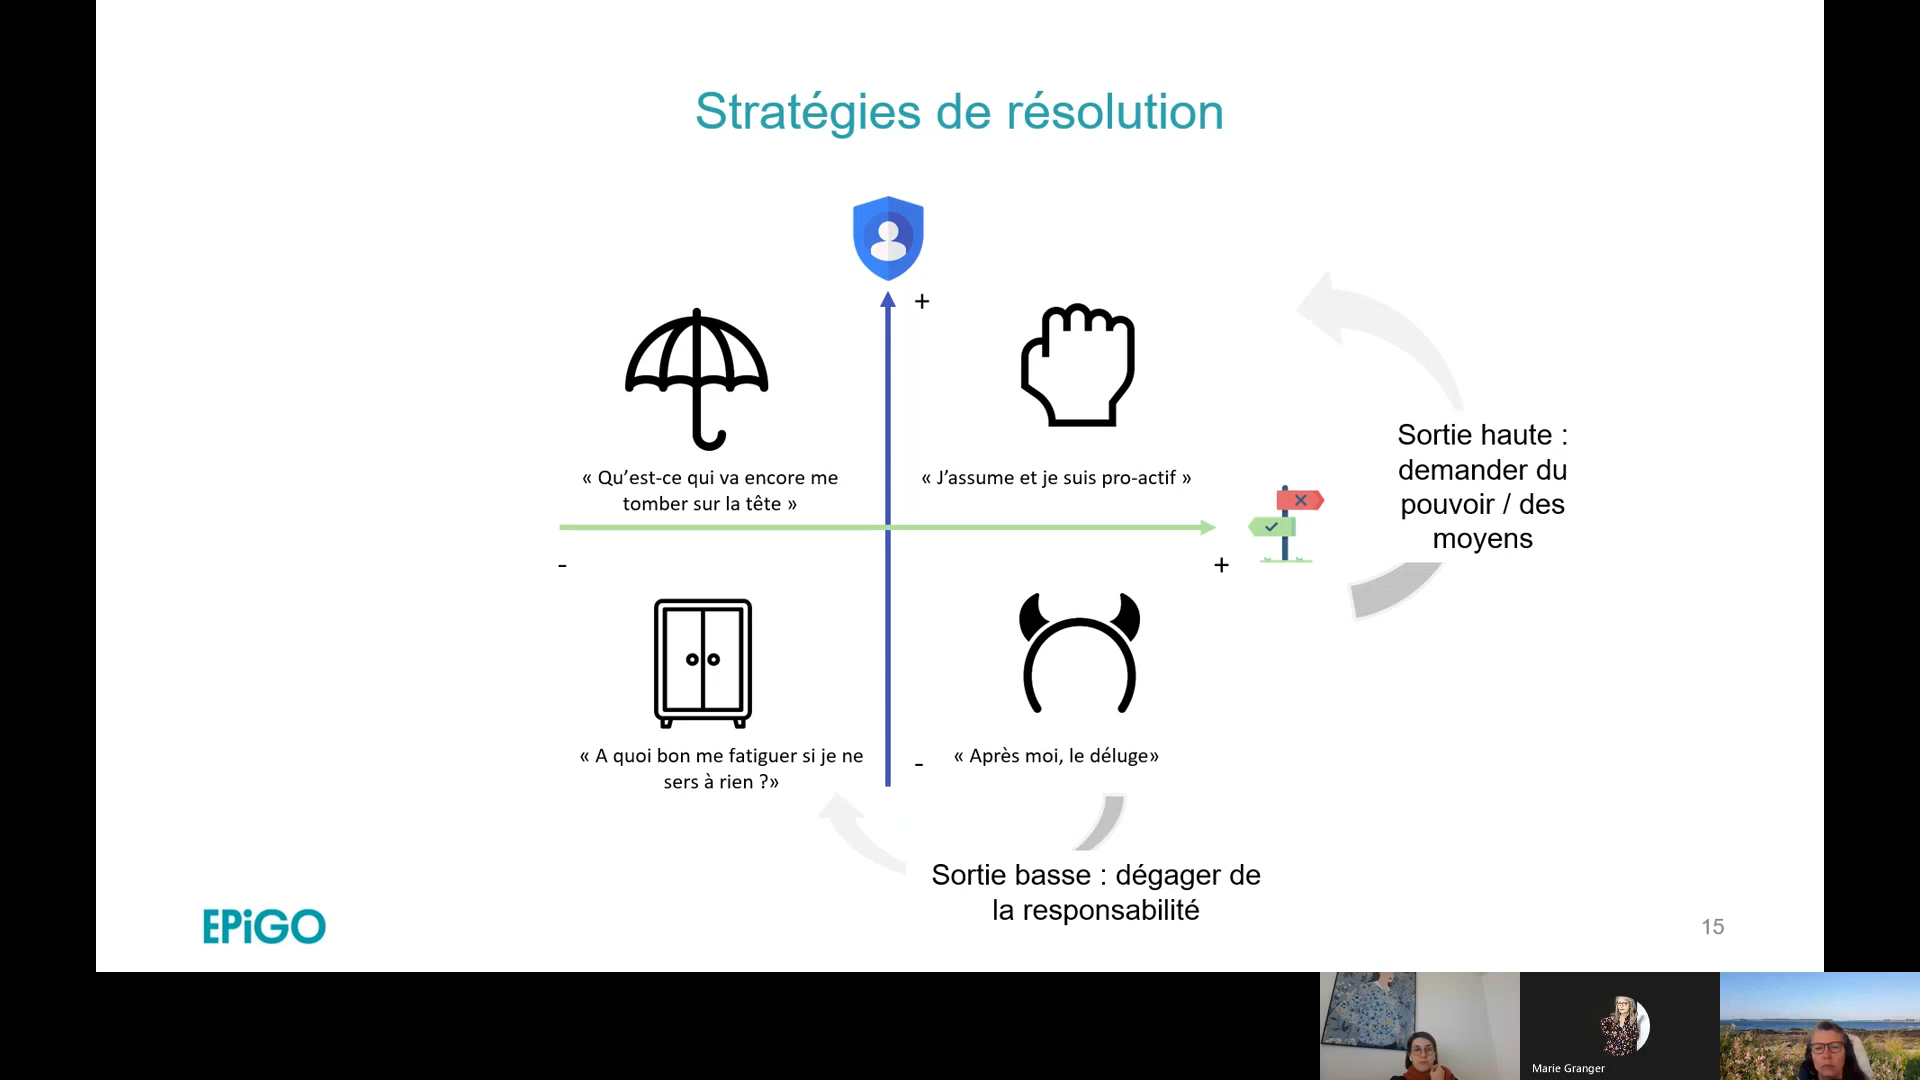 Stratégies de résolution
+
« Qu’est-ce qui va encore me
tomber sur la tête »
« J’assume et je suis pro-actif »
Sortie haute :
demander du
pouvoir / des
moyens
-
+
« A quoi bon me fatiguer si je ne
sers à rien ?»
-
« Après moi, le déluge»
Sortie basse : dégager de
la responsabilité
EPiGO
15
Marie Granger